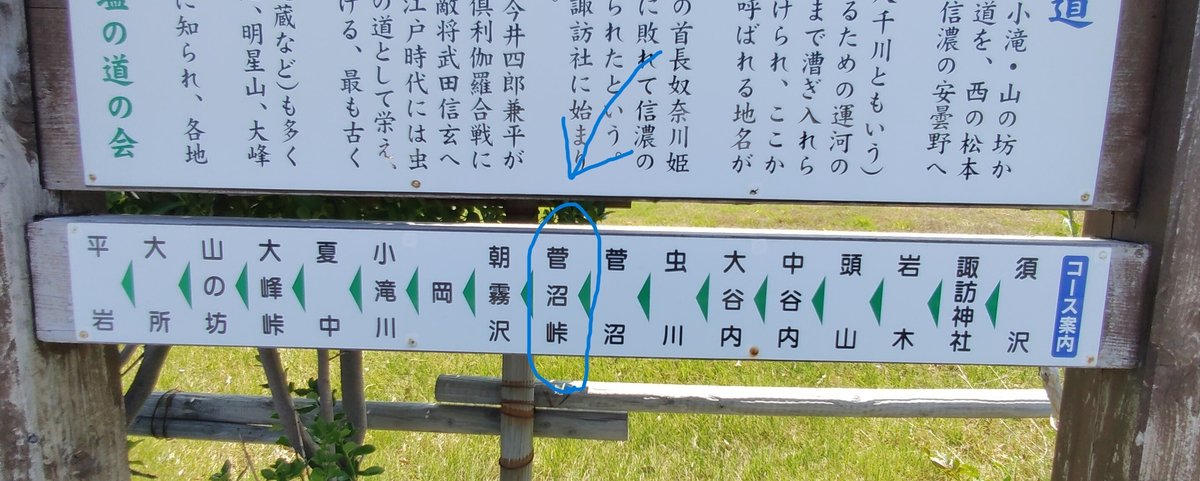 道
小滝・山の坊か
道を、西の松本
信濃の安曇野へ
千川ともいう）
るための運河の
まで漕ぎ入れら
けられ、ここか
呼ばれる地名が
の首長奴奈川姫
に敗れて信濃の
られたという。
諏訪社に始まり
今井四郎兼平が
倶利伽羅合戦に
敵将武田信玄へ
江戸時代には虫
の道として栄え、
ける、最も古く
蔵など)も多く
、明星山、大峰
に知られ、各地
塩の道の会
コース案内
須沢
諏訪神社
岩木
頭山
中谷内
大谷内
虫川
菅沼
菅沼峠
朝霧沢
岡
小滝川
夏中
大峰峠
山の坊
大所
平岩